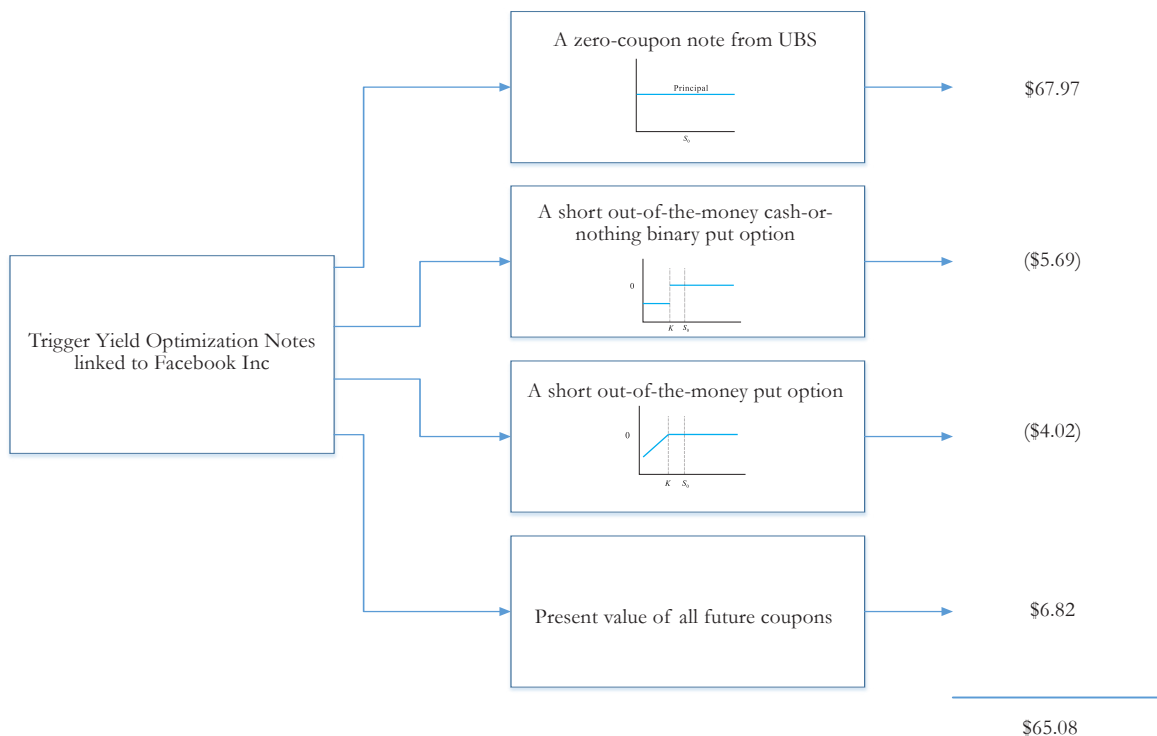 A zero-coupon note from UBS
Principal
S0
$67.97
A short out-of-the-money cash-or-
nothing binary put option
0
K S0
($5.69)
Trigger Yield Optimization Notes
linked to Facebook Inc
A short out-of-the-money put option
0
K S0
($4.02)
Present value of all future coupons
$6.82
$65.08